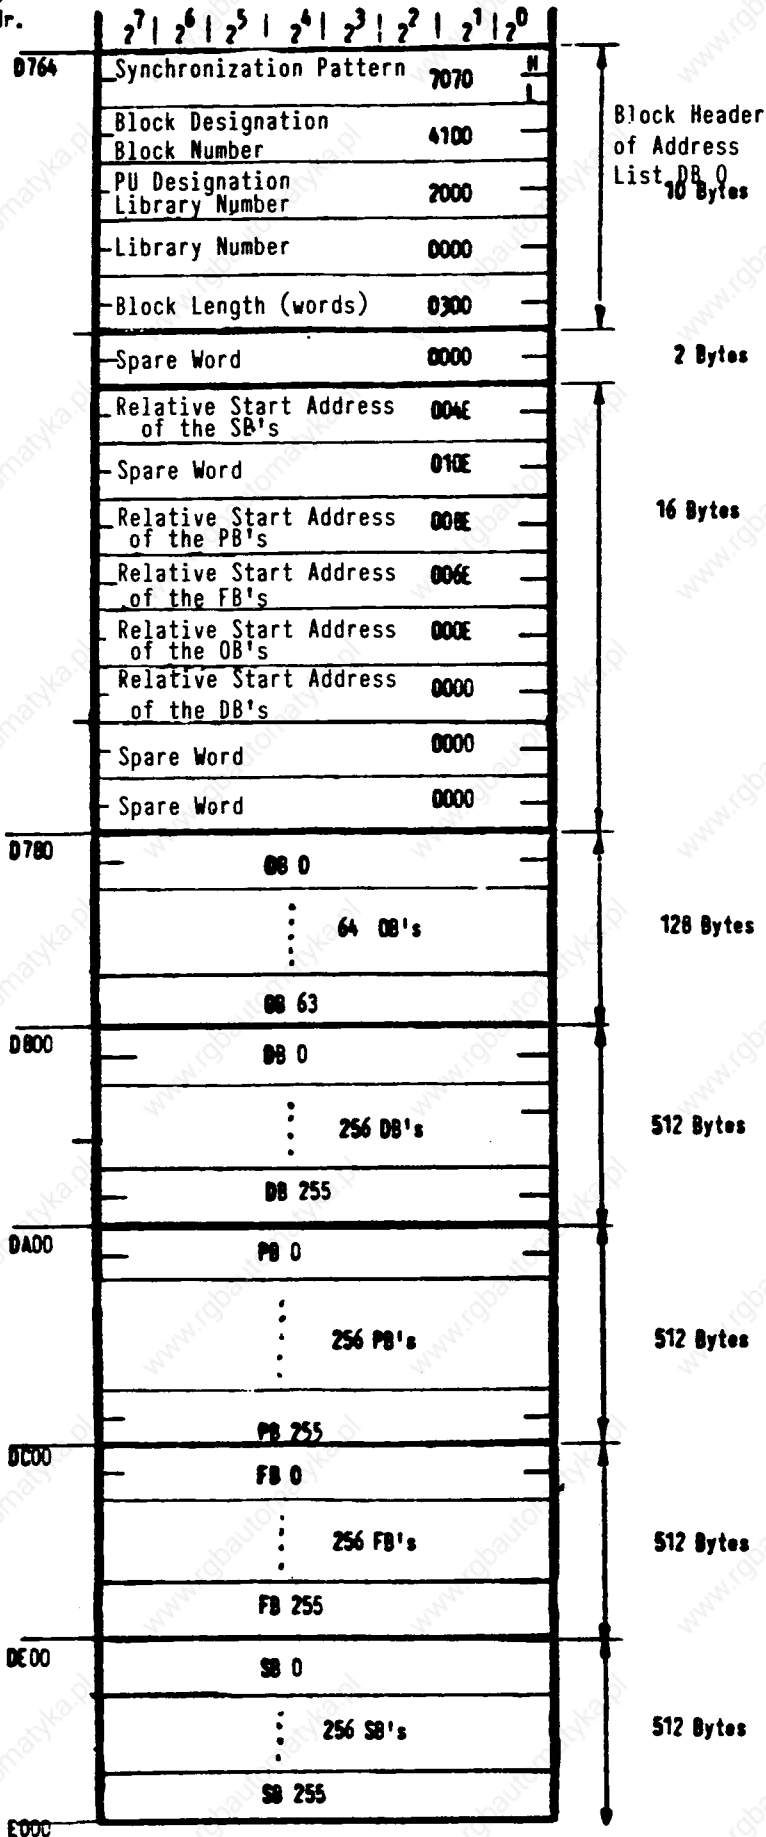 dr.
2⁷ | 2⁶ | 2⁵ | 2⁴ | 2³ | 2² | 2¹ | 2⁰
D764
Synchronization Pattern 7070 H
L
Block Header
of Address
List DB 0
10 Bytes
Block Designation
Block Number 4100
PU Designation
Library Number 2000
Library Number 0000
Block Length (words) 0300
Spare Word 0000 2 Bytes
Relative Start Address 004E
of the SB's
Spare Word 010E
16 Bytes
Relative Start Address
of the PB's
Relative Start Address 006E
of the FB's
Relative Start Address 000E
of the OB's
Relative Start Address 0000
of the DB's
Spare Word 0000
Spare Word 0000
D780
OB 0
64 OB's 128 Bytes
OB 63
D800
DB 0
256 DB's 512 Bytes
DB 255
DA00
PB 0
256 PB's 512 Bytes
PB 255
DC00
FB 0
256 FB's 512 Bytes
FB 255
DE00
SB 0
256 SB's 512 Bytes
SB 255
E000
www.rgbautomatyka.pl